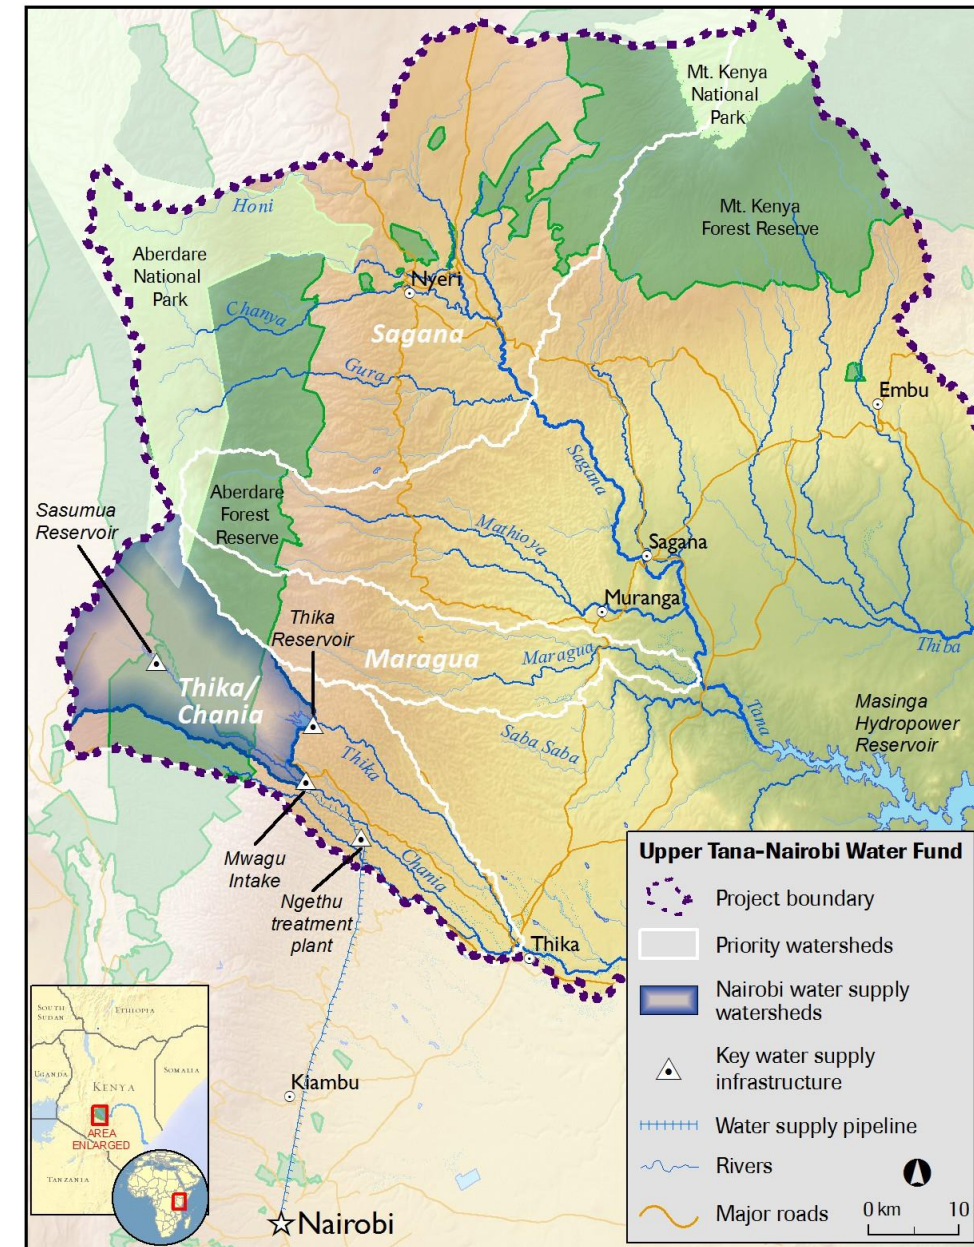 Mt. Kenya
National
Park
Honi
Mt. Kenya
Forest Reserve
Aberdare
National
Park
Nyeri
Chanya
Sagana
Gura
Embu
Sagana
Aberdare
Forest
Reserve
Sasumua
Reservoir
Mathioya
Sagana
Muranga
Thika
Reservoir
Maragua
Maragua
Thiba
Thika/
Chania
Tana
Masinga
Hydropower
Reservoir
Saba Saba
Thika
Mwagu
Intake
Chania
Ngethu
treatment
plant
Thika
Kiambu
Nairobi
Upper Tana-Nairobi Water Fund
Project boundary
Priority watersheds
Nairobi water supply
watersheds
Key water supply
infrastructure
Water supply pipeline
Rivers
Major roads
0 km 10
SOUTH
SUDAN
ETHIOPIA
UGANDA
SOMALIA
KENYA
AREA
ENLARGED
TANZANIA